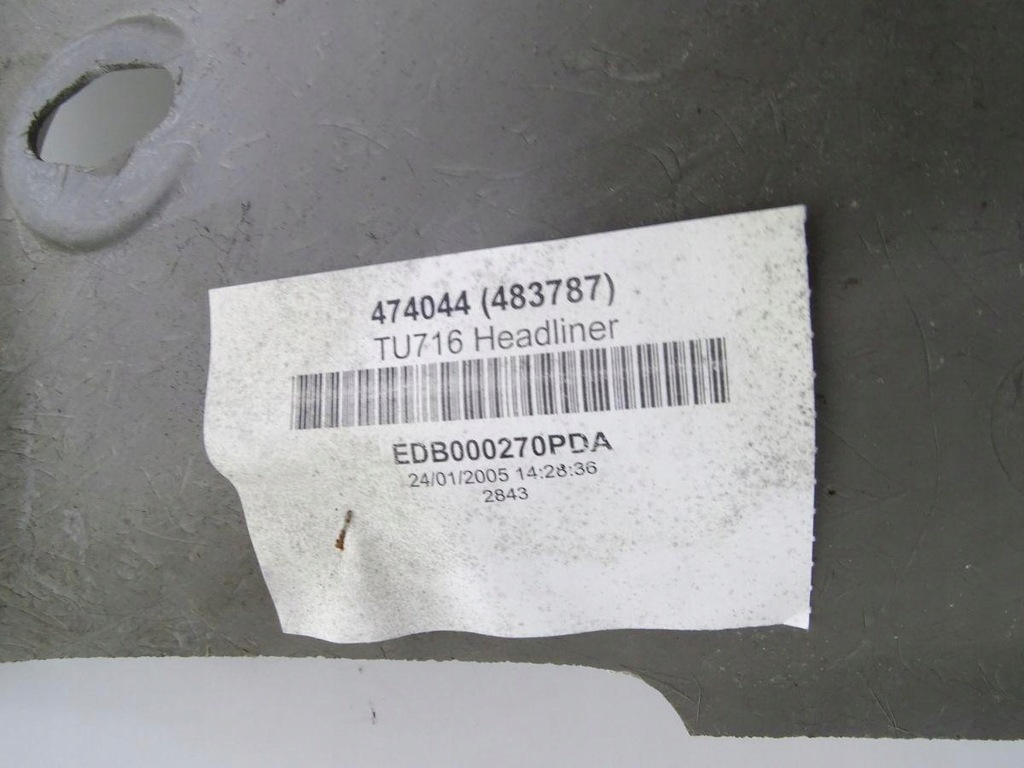 474044 (483787)
TU716 Headliner
EDB000270PDA
24/01/2005 14:28:36
2843